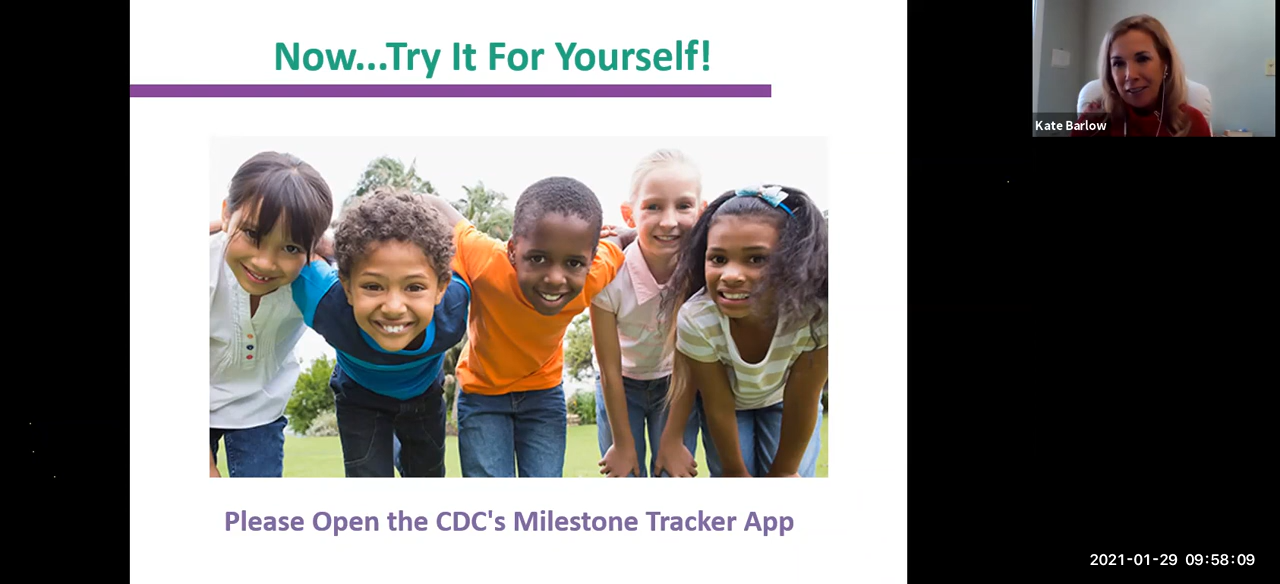 Now...Try It For Yourself!
Kate Barlow
Please Open the CDC's Milestone Tracker App
2021-01-29 09:58:09